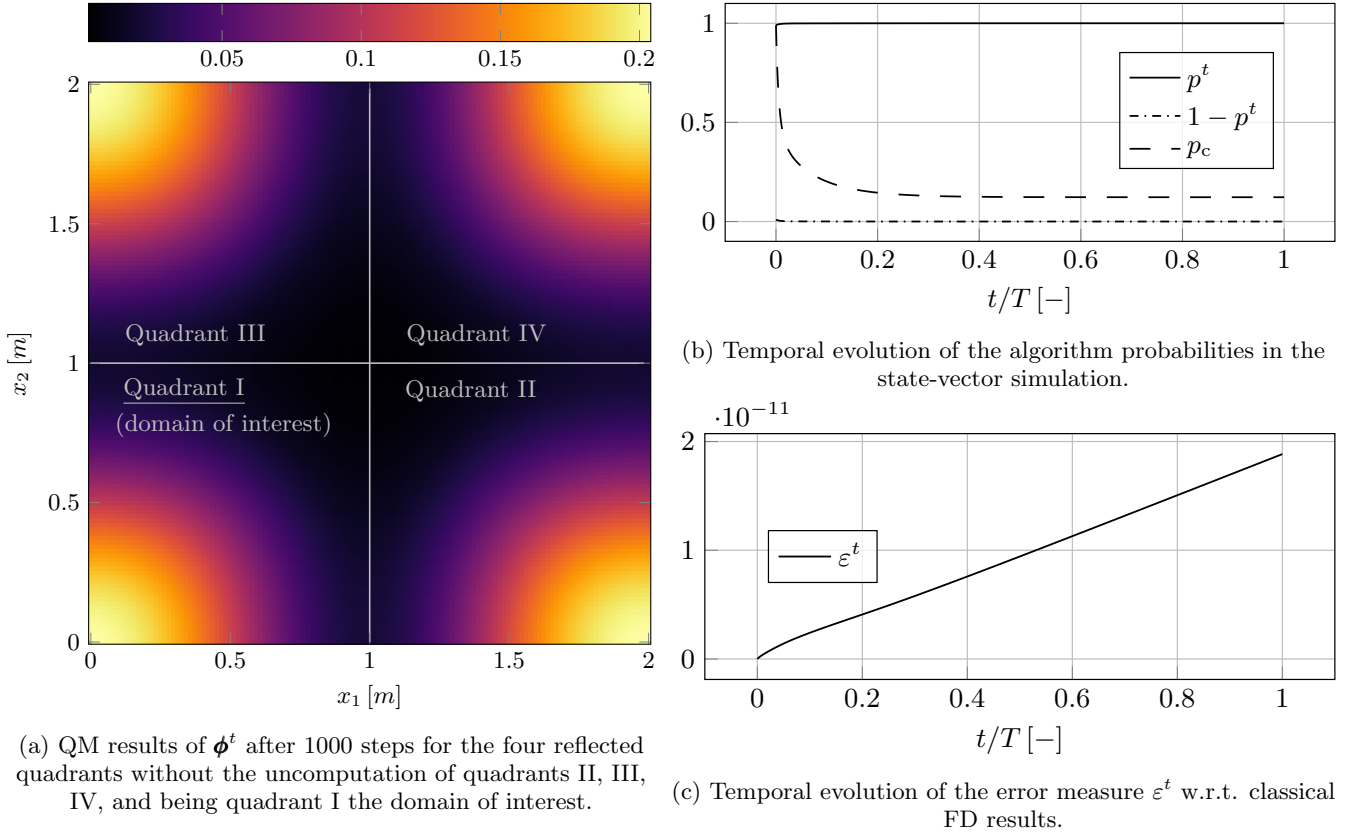 0.05 0.1 0.15 0.2
2
1.5
1
0.5
0
x₂ [m]
Quadrant III Quadrant IV
Quadrant I Quadrant II
(domain of interest)
0 0.5 1 1.5 2
x₁ [m]
(a) QM results of ϕᵗ after 1000 steps for the four reflected
quadrants without the uncomputation of quadrants II, III,
IV, and being quadrant I the domain of interest.
1
0.5
0
pᵗ
1 − pᵗ
p_c
0 0.2 0.4 0.6 0.8 1
t/T [−]
(b) Temporal evolution of the algorithm probabilities in the
state-vector simulation.
·10⁻¹¹
2
1
0
εᵗ
0 0.2 0.4 0.6 0.8 1
t/T [−]
(c) Temporal evolution of the error measure εᵗ w.r.t. classical
FD results.